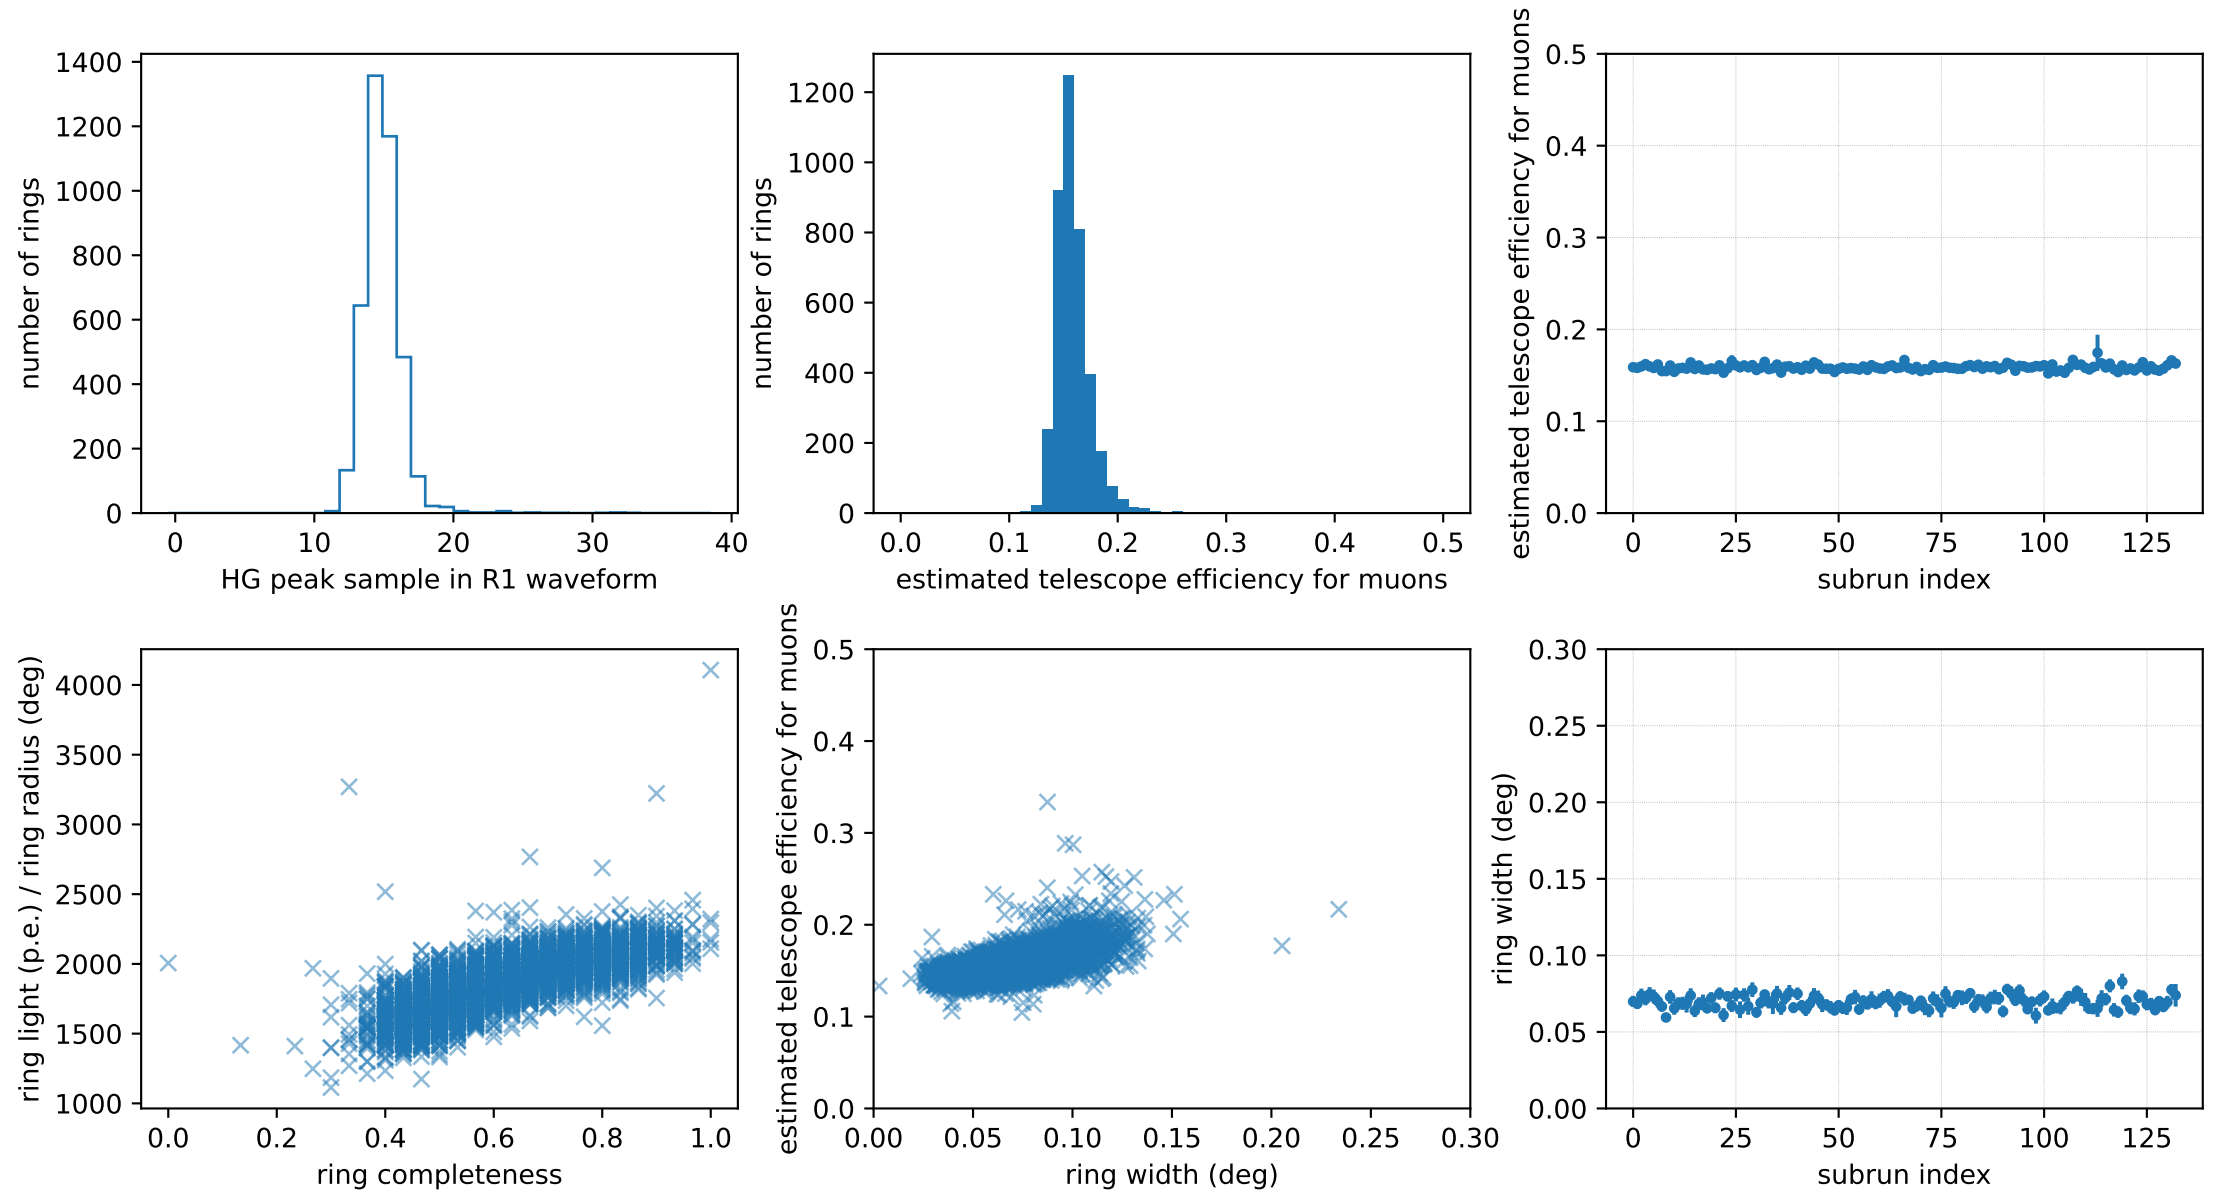 number of rings
1400
1200
1000
800
600
400
200
0
0 10 20 30 40
HG peak sample in R1 waveform
number of rings
1200
1000
800
600
400
200
0
0.0 0.1 0.2 0.3 0.4 0.5
estimated telescope efficiency for muons
estimated telescope efficiency for muons
0.5
0.4
0.3
0.2
0.1
0.0
0 25 50 75 100 125
subrun index
ring light (p.e.) / ring radius (deg)
4000
3500
3000
2500
2000
1500
1000
0.0 0.2 0.4 0.6 0.8 1.0
ring completeness
estimated telescope efficiency for muons
0.5
0.4
0.3
0.2
0.1
0.0
0.00 0.05 0.10 0.15 0.20 0.25 0.30
ring width (deg)
ring width (deg)
0.30
0.25
0.20
0.15
0.10
0.05
0.00
0 25 50 75 100 125
subrun index